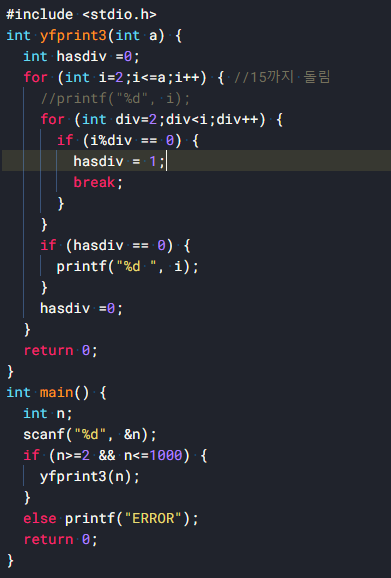 #include <stdio.h>
int yfprint3(int a) {
  int hasdiv =0;
  for (int i=2;i<=a;i++) { //15까지 돌림
    //printf("%d", i);
    for (int div=2;div<i;div++) {
      if (i%div == 0) {
        hasdiv = 1;
        break;
      }
    }
    if (hasdiv == 0) {
      printf("%d ", i);
    }
    hasdiv =0;
  }
  return 0;
}
int main() {
  int n;
  scanf("%d", &n);
  if (n>=2 && n<=1000) {
    yfprint3(n);
  }
  else printf("ERROR");
  return 0;
}